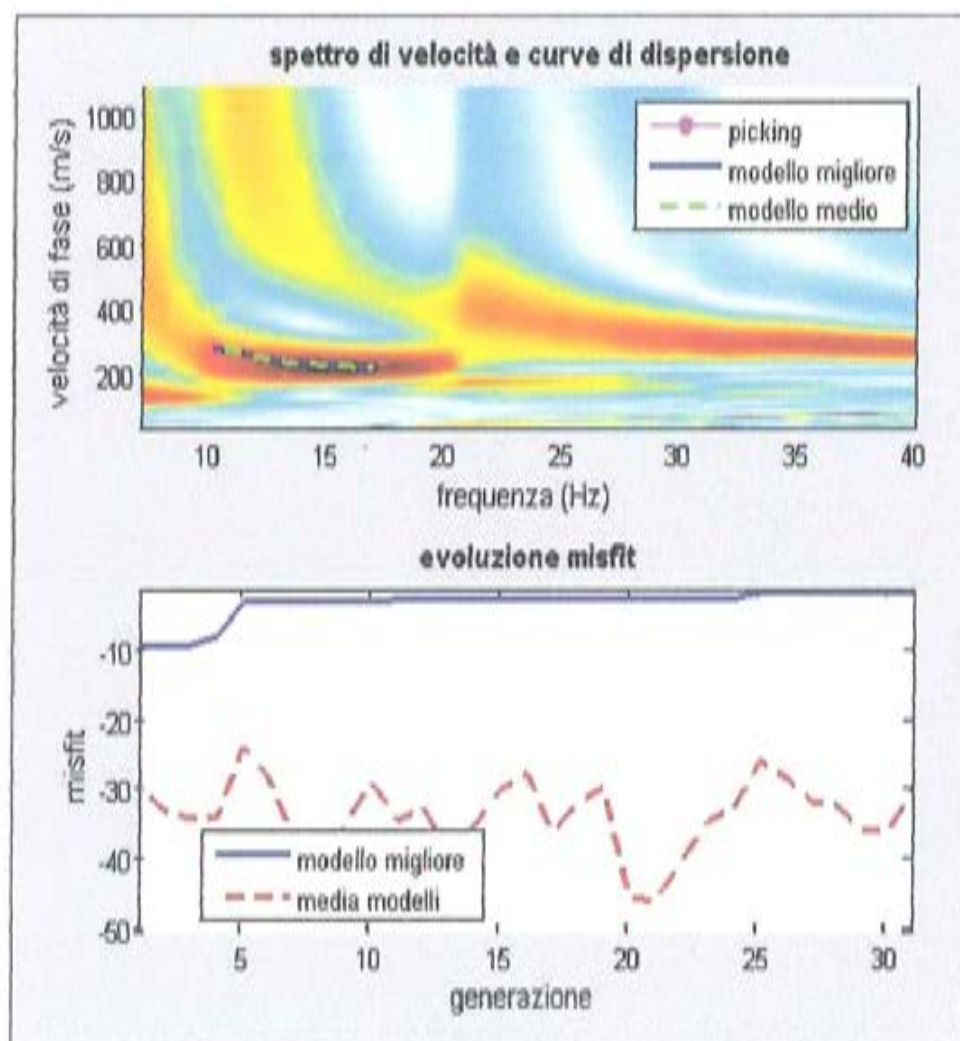 spettro di velocità e curve di dispersione
1000
800
600
400
200
velocità di fase (m/s)
picking
modello migliore
modello medio
10 15 20 25 30 35 40
frequenza (Hz)
evoluzione misfit
-10
-20
-30
-40
-50
misfit
modello migliore
media modelli
5 10 15 20 25 30
generazione